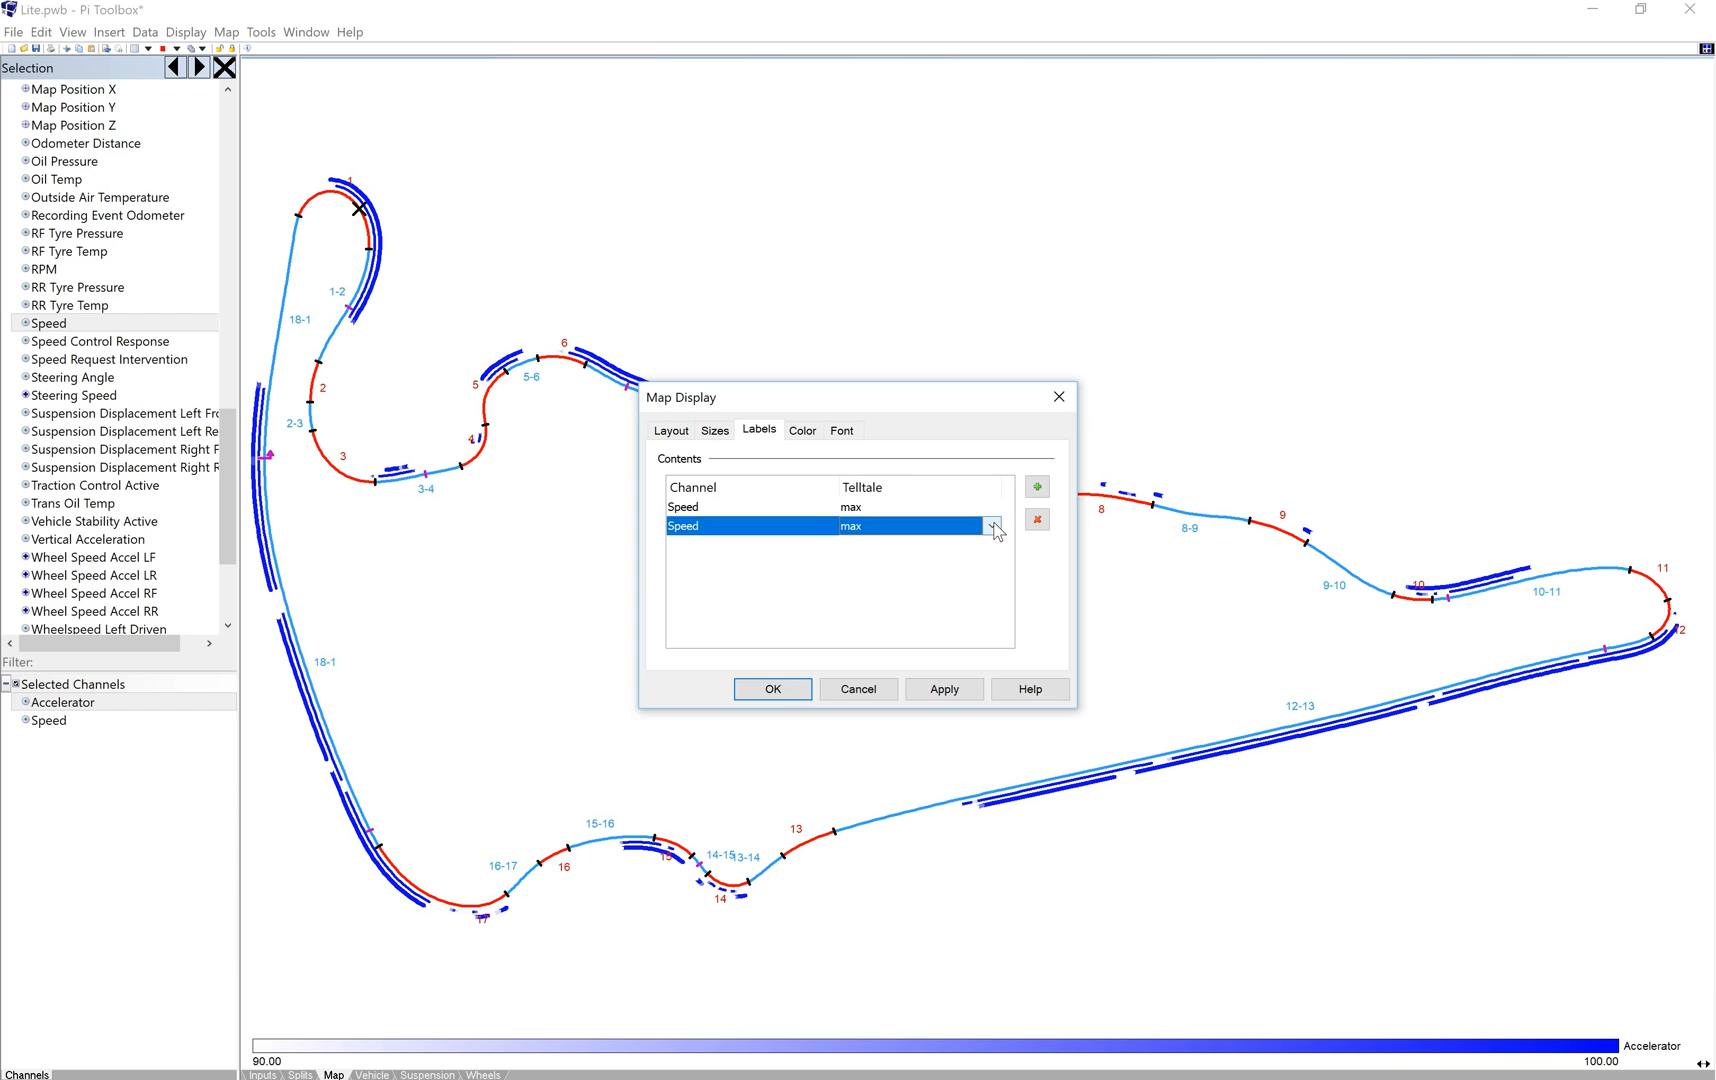 Lite.pwb - Pi Toolbox*
File Edit View Insert Data Display Map Tools Window Help
Selection
Map Position X
Map Position Y
Map Position Z
Odometer Distance
Oil Pressure
Oil Temp
Outside Air Temperature
Recording Event Odometer
RF Tyre Pressure
RF Tyre Temp
RPM
RR Tyre Pressure
RR Tyre Temp
Speed
Speed Control Response
Speed Request Intervention
Steering Angle
Steering Speed
Suspension Displacement Left Fro
Suspension Displacement Left Re
Suspension Displacement Right F
Suspension Displacement Right R
Traction Control Active
Trans Oil Temp
Vehicle Stability Active
Vertical Acceleration
Wheel Speed Accel LF
Wheel Speed Accel LR
Wheel Speed Accel RF
Wheel Speed Accel RR
Wheelspeed Left Driven
Filter:
Selected Channels
Accelerator
Speed
Channels
1
1-2
18-1
2
2-3
3
3-4
4
5
5-6
6
Map Display
Layout Sizes Labels Color Font
Contents
Channel Telltale
Speed max
Speed max
OK Cancel Apply Help
8
8-9
9
9-10
10
10-11
11
12
12-13
18-1
13
13-14
14-15
14
15
15-16
16
16-17
17
90.00
100.00
Accelerator
Inputs Splits Map Vehicle Suspension Wheels